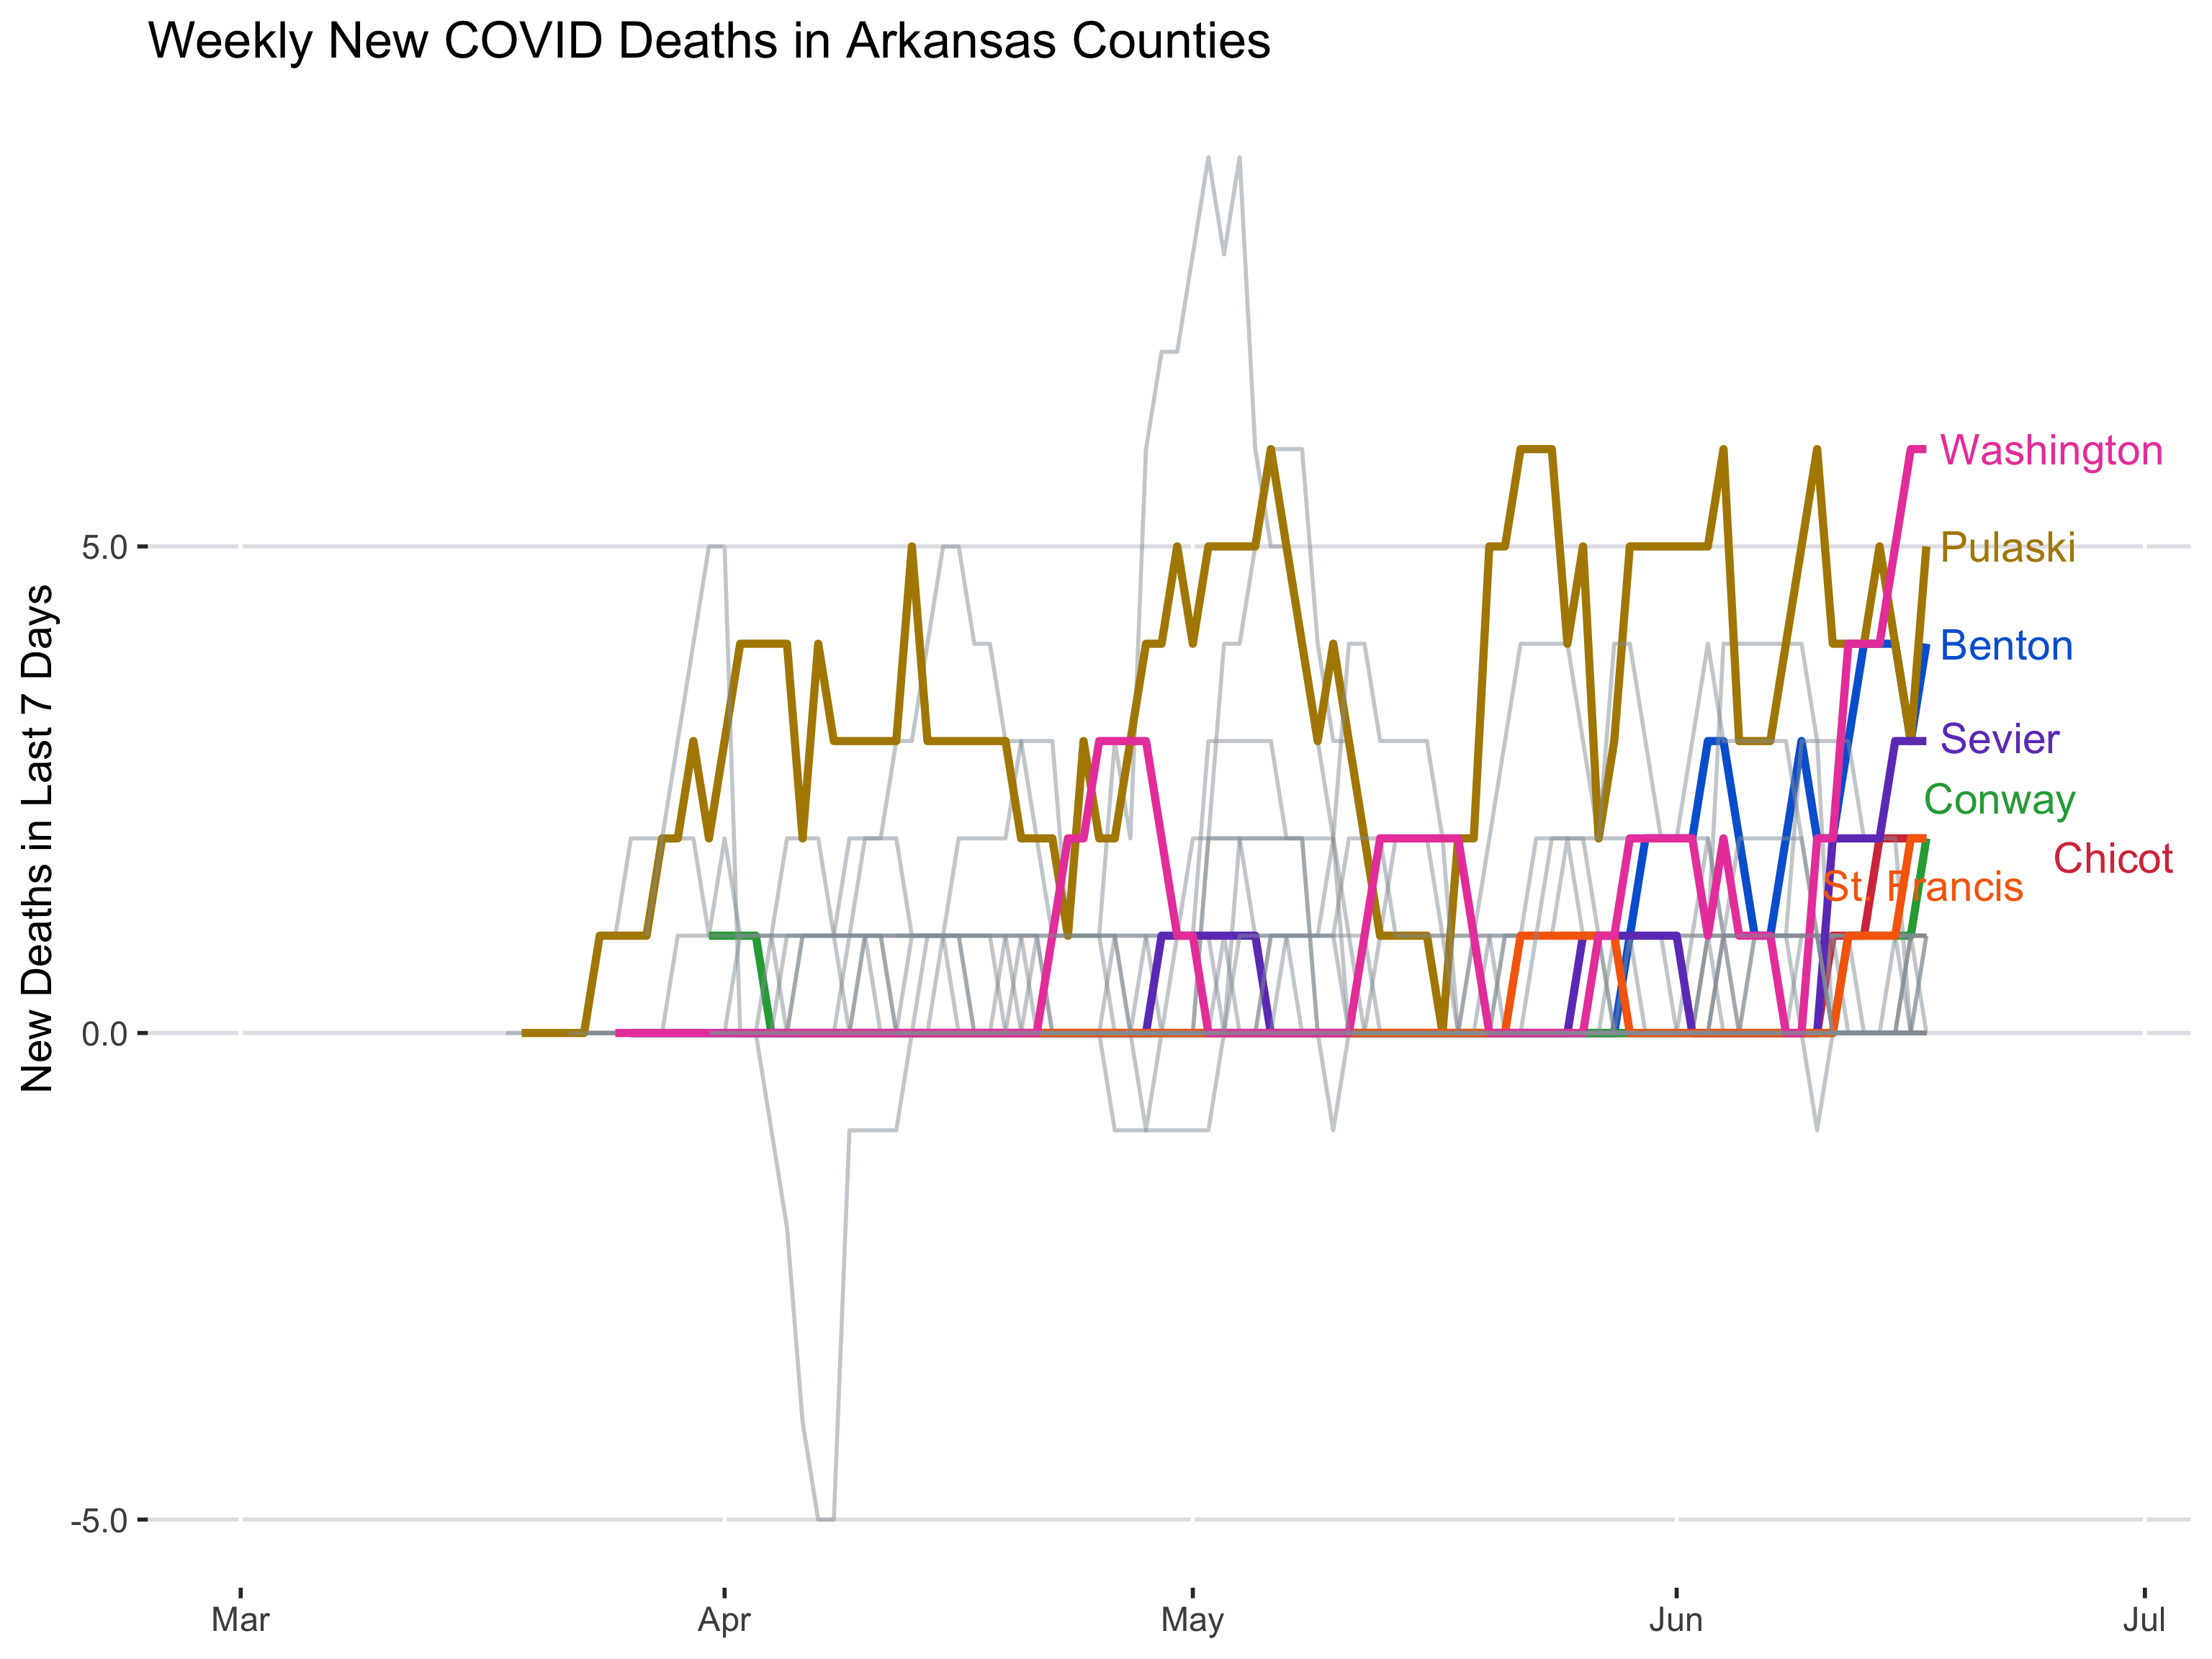 Weekly New COVID Deaths in Arkansas Counties
New Deaths in Last 7 Days
5.0
0.0
-5.0
Washington
Pulaski
Benton
Sevier
Conway
Chicot
St. Francis
Mar
Apr
May
Jun
Jul